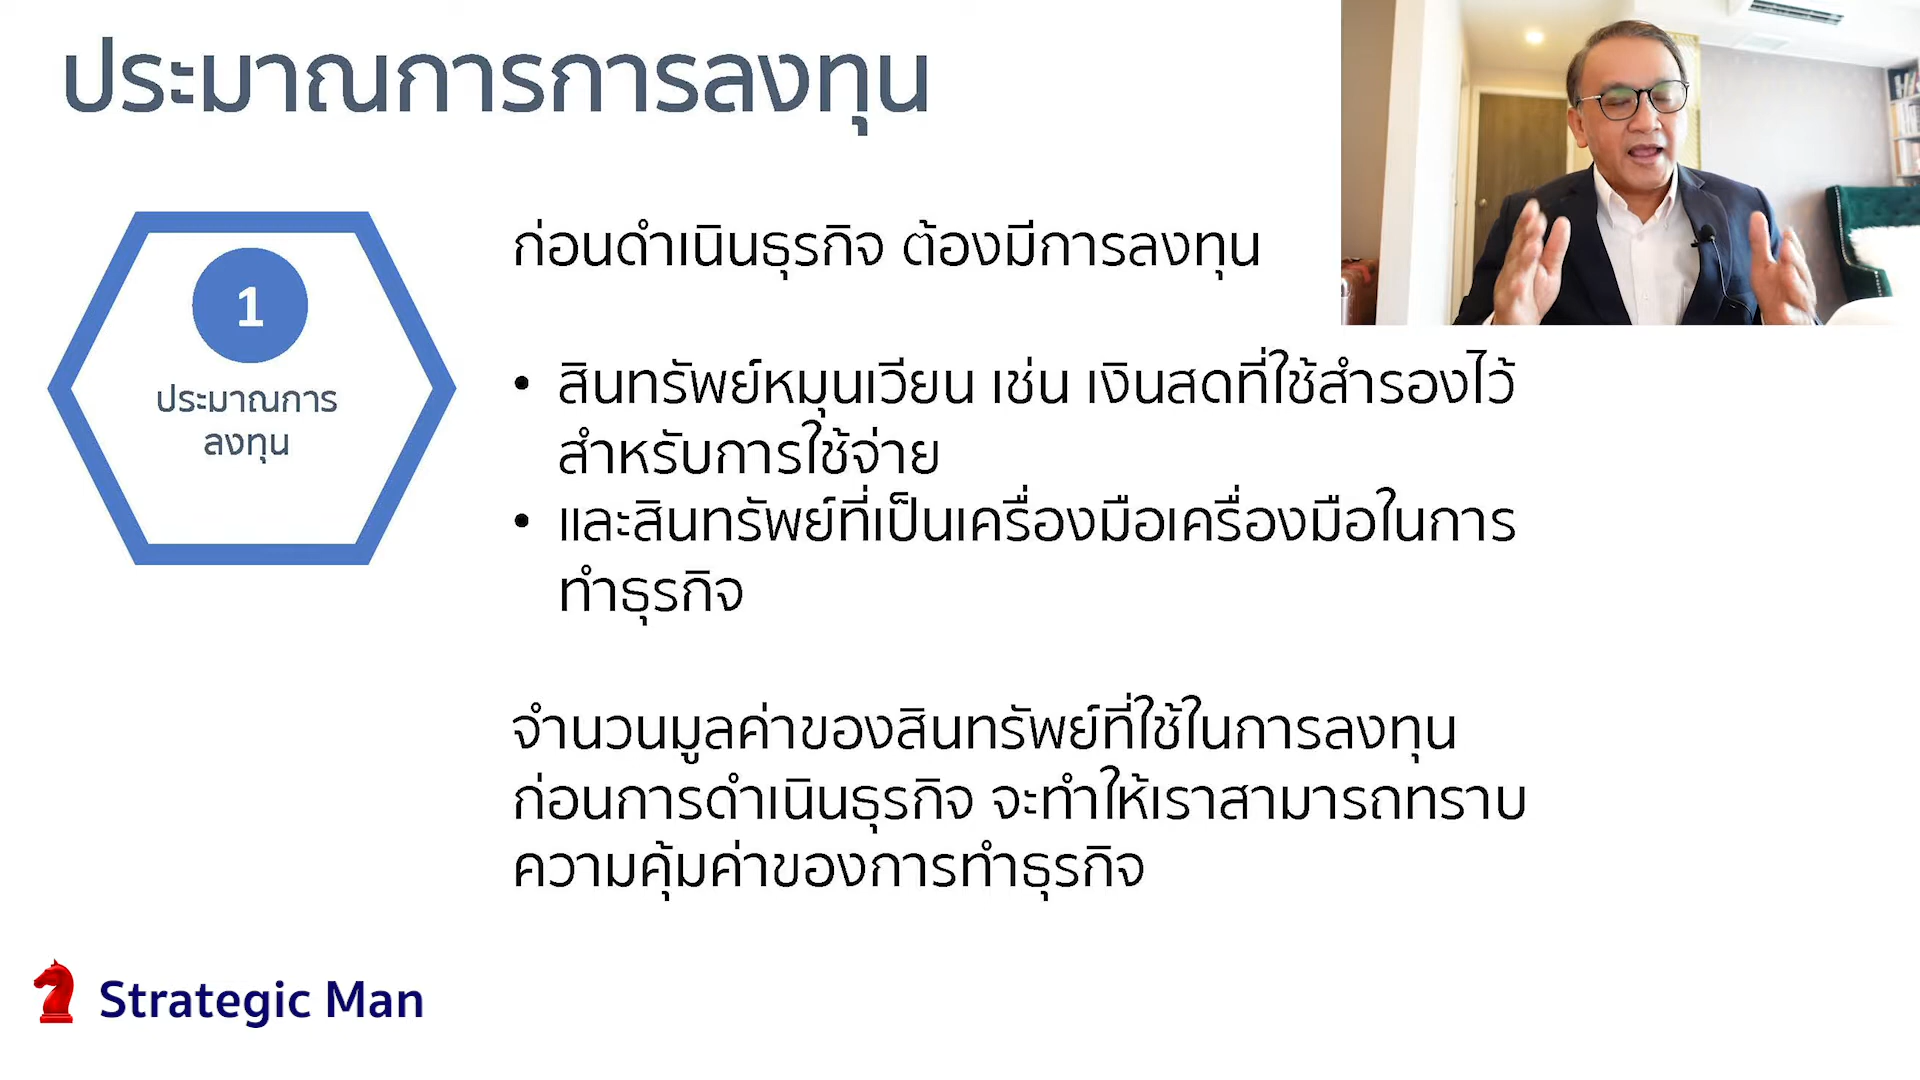 ประมาณการการลงทุน
1
ประมาณการ
ลงทุน
ก่อนดำเนินธุรกิจ ต้องมีการลงทุน
• สินทรัพย์หมุนเวียน เช่น เงินสดที่ใช้สำรองไว้
สำหรับการใช้จ่าย
• และสินทรัพย์ที่เป็นเครื่องมือเครื่องมือในการ
ทำธุรกิจ
จำนวนมูลค่าของสินทรัพย์ที่ใช้ในการลงทุน
ก่อนการดำเนินธุรกิจ จะทำให้เราสามารถทราบ
ความคุ้มค่าของการทำธุรกิจ
Strategic Man